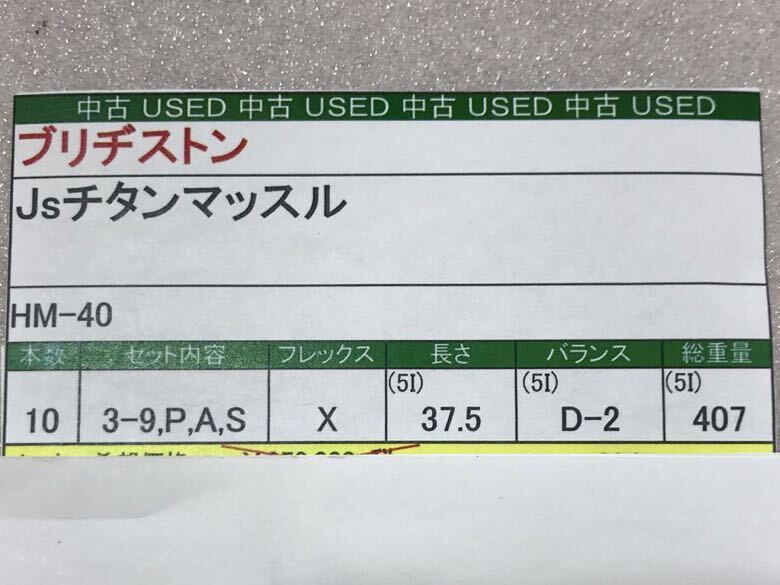 中古 USED 中古 USED 中古 USED 中古 USED
ブリヂストン
Jsチタンマッスル
HM-40
本数 セット内容 フレックス 長さ バランス 総重量
(5I) (5I) (5I)
10 3-9,P,A,S X 37.5 D-2 407